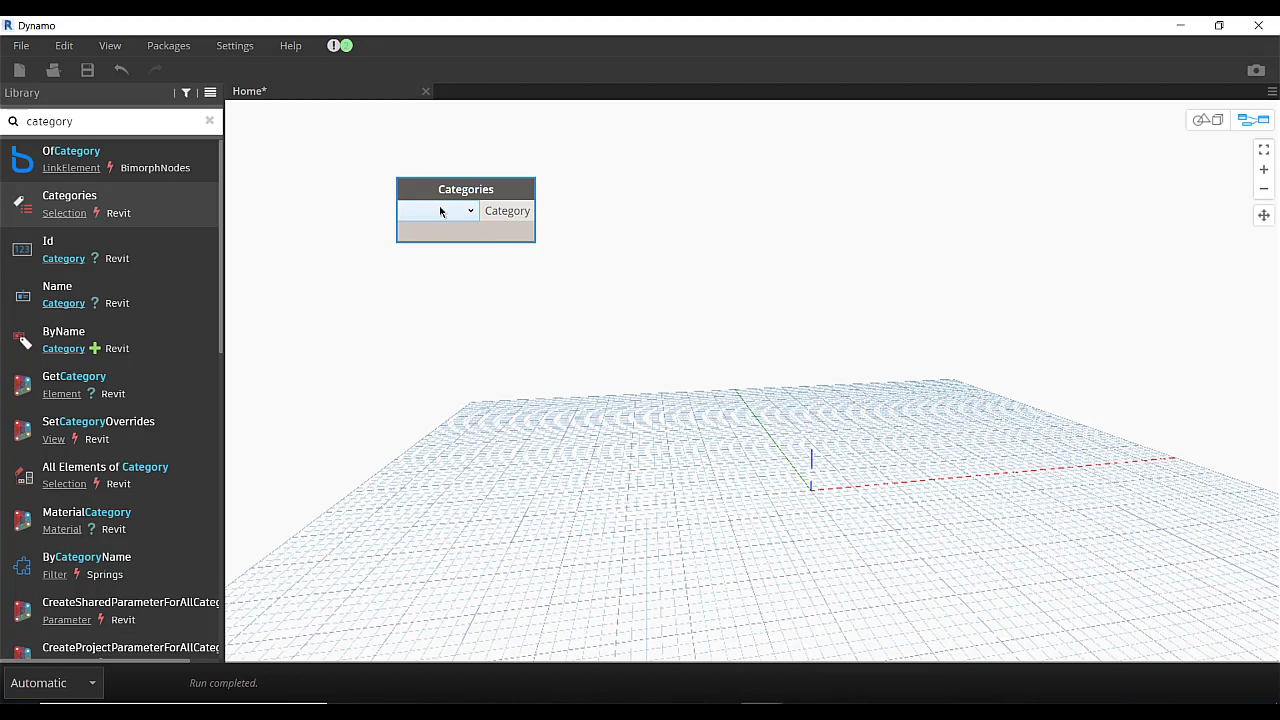 Dynamo
File Edit View Packages Settings Help
Library
Home*
category
OfCategory
LinkElement BimorphNodes
Categories
Selection Revit
Id
123
Category ? Revit
Name
Category ? Revit
ByName
Category Revit
GetCategory
Element ? Revit
SetCategoryOverrides
View Revit
All Elements of Category
Selection Revit
MaterialCategory
Material ? Revit
ByCategoryName
Filter Springs
CreateSharedParameterForAllCateg
Parameter Revit
CreateProjectParameterForAllCateg
Categories
Category
Automatic
Run completed.